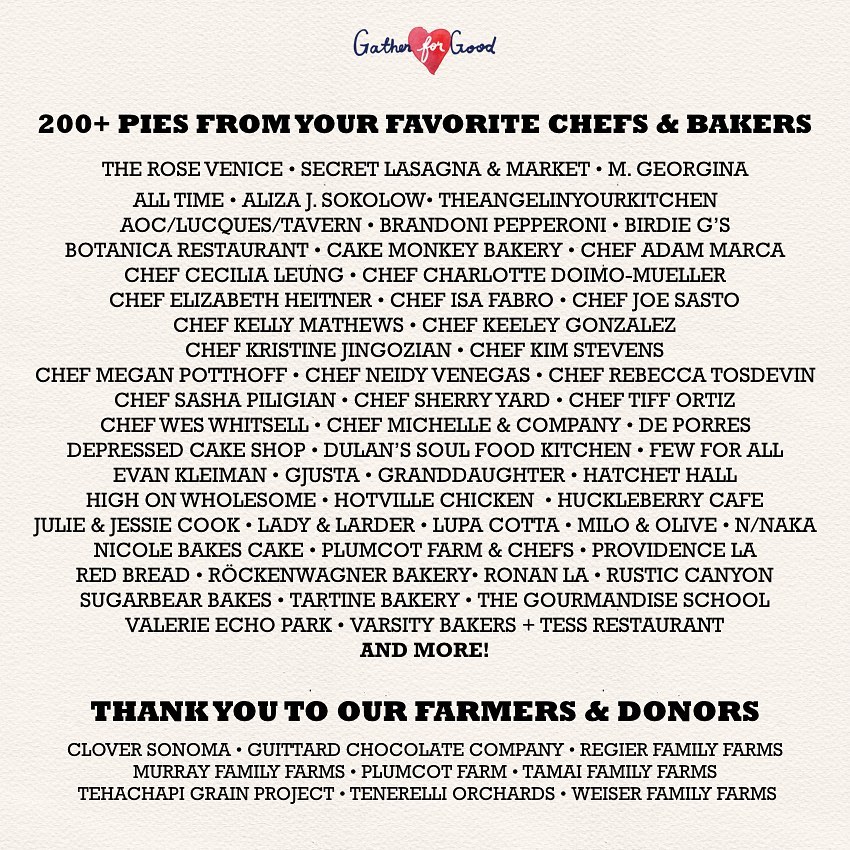 Gather for Good
200+ PIES FROM YOUR FAVORITE CHEFS & BAKERS
THE ROSE VENICE • SECRET LASAGNA & MARKET • M. GEORGINA
ALL TIME • ALIZA J. SOKOLOW• THEANGELINYOURKITCHEN
AOC/LUCQUES/TAVERN • BRANDONI PEPPERONI • BIRDIE G'S
BOTANICA RESTAURANT • CAKE MONKEY BAKERY • CHEF ADAM MARCA
CHEF CECILIA LEUNG • CHEF CHARLOTTE DOIMO-MUELLER
CHEF ELIZABETH HEITNER • CHEF ISA FABRO • CHEF JOE SASTO
CHEF KELLY MATHEWS • CHEF KEELEY GONZALEZ
CHEF KRISTINE JINGOZIAN • CHEF KIM STEVENS
CHEF MEGAN POTTHOFF • CHEF NEIDY VENEGAS • CHEF REBECCA TOSDEVIN
CHEF SASHA PILIGIAN • CHEF SHERRY YARD • CHEF TIFF ORTIZ
CHEF WES WHITSELL • CHEF MICHELLE & COMPANY • DE PORRES
DEPRESSED CAKE SHOP • DULAN'S SOUL FOOD KITCHEN • FEW FOR ALL
EVAN KLEIMAN • GJUSTA • GRANDDAUGHTER • HATCHET HALL
HIGH ON WHOLESOME • HOTVILLE CHICKEN • HUCKLEBERRY CAFE
JULIE & JESSIE COOK • LADY & LARDER • LUPA COTTA • MILO & OLIVE • N/NAKA
NICOLE BAKES CAKE • PLUMCOT FARM & CHEFS • PROVIDENCE LA
RED BREAD • RÖCKENWAGNER BAKERY• RONAN LA • RUSTIC CANYON
SUGARBEAR BAKES • TARTINE BAKERY • THE GOURMANDISE SCHOOL
VALERIE ECHO PARK • VARSITY BAKERS + TESS RESTAURANT
AND MORE!
THANK YOU TO OUR FARMERS & DONORS
CLOVER SONOMA • GUITTARD CHOCOLATE COMPANY • REGIER FAMILY FARMS
MURRAY FAMILY FARMS • PLUMCOT FARM • TAMAI FAMILY FARMS
TEHACHAPI GRAIN PROJECT • TENERELLI ORCHARDS • WEISER FAMILY FARMS